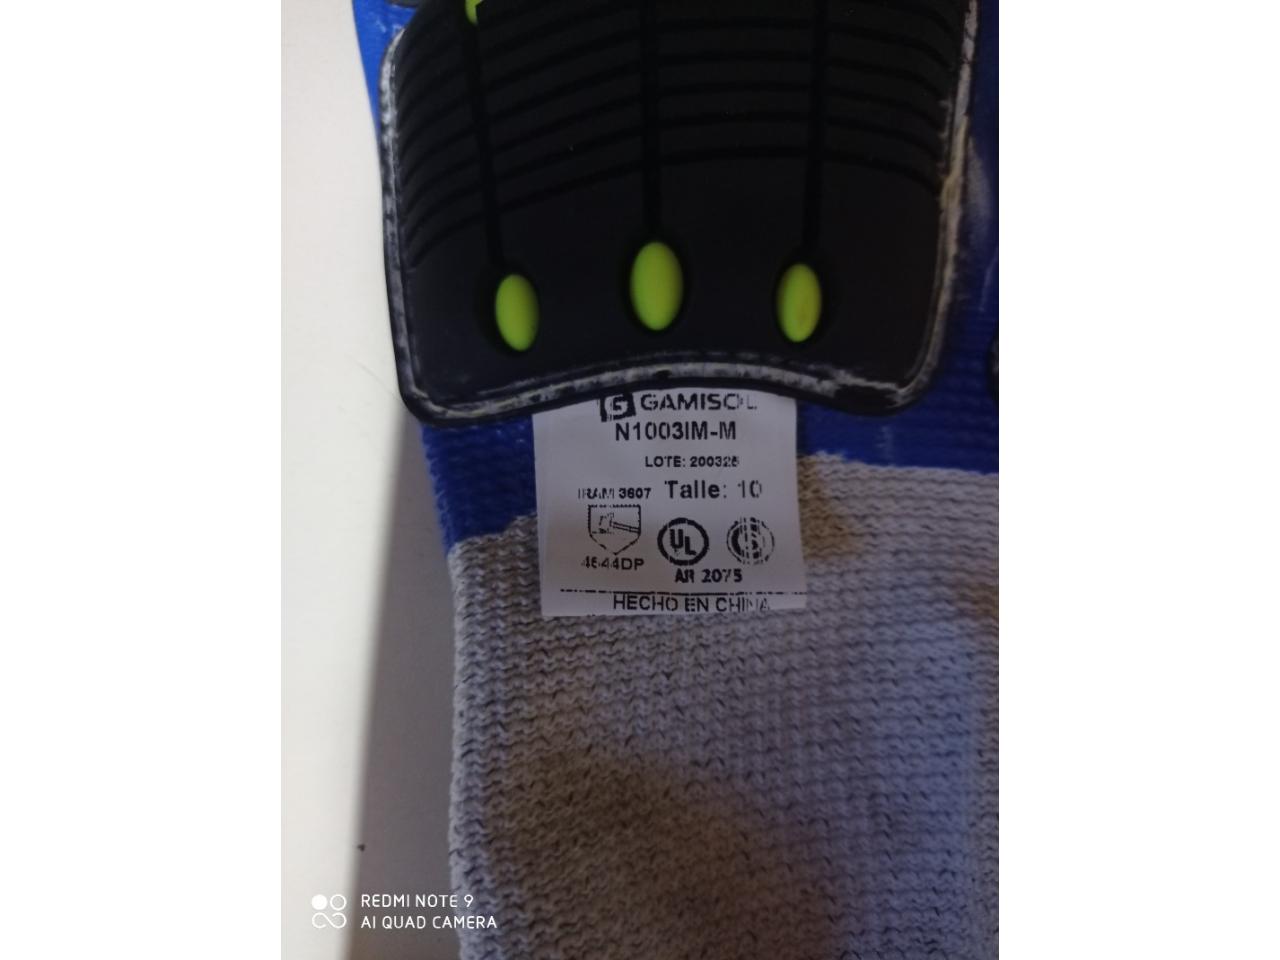 G GAMISOL
N1003IM-M
LOTE: 200325
IRAM 3607 Talle: 10
UL
4544DP
AR 2075
HECHO EN CHINA
REDMI NOTE 9
AI QUAD CAMERA